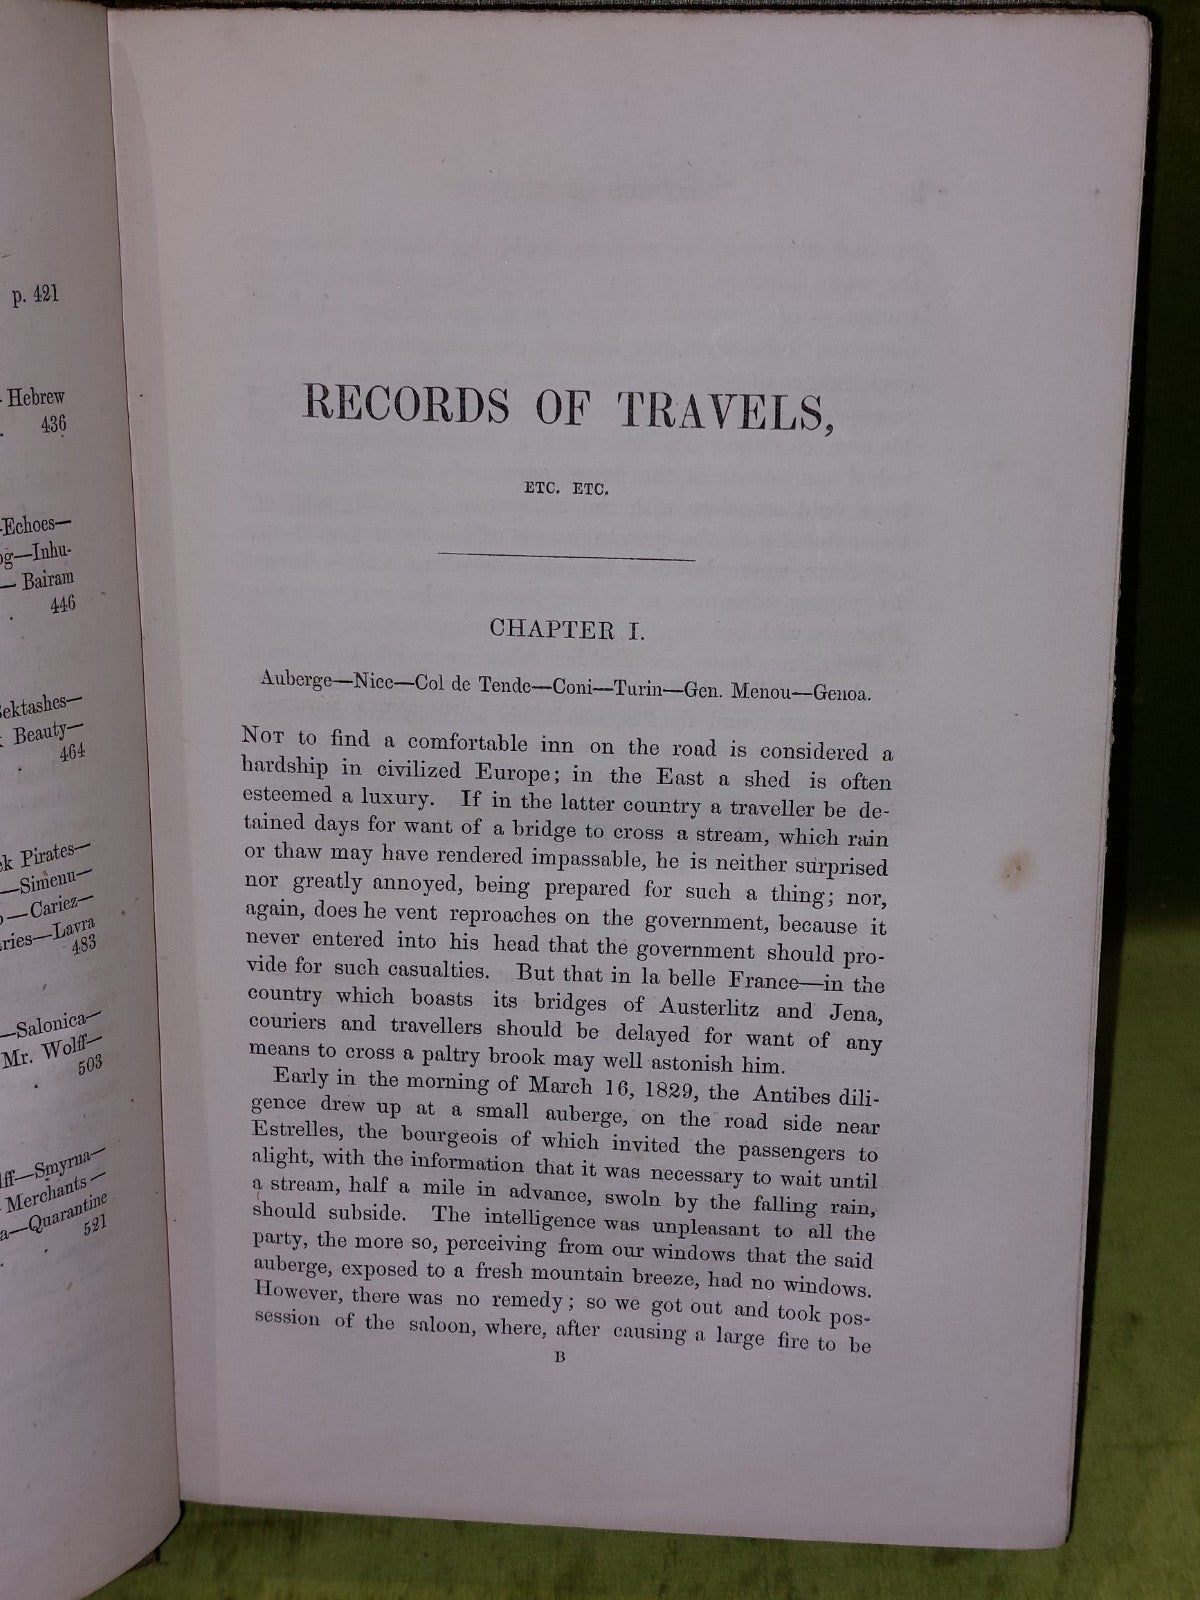 p. 421
Hebrew
436
-Echoes—
og—Inhu-
— Bairam
446
ektashes—
Beauty—
464
Pirates—
—Simenu—
—Cariez—
ries—Lavra
483
—Salonica—
Mr. Wolff—
503
ff—Smyrna—
Merchants —
a—Quarantine
521
RECORDS OF TRAVELS,
ETC. ETC.
CHAPTER I.
Auberge—Nice—Col de Tende—Coni—Turin—Gen. Menou—Genoa.
NOT to find a comfortable inn on the road is considered a
hardship in civilized Europe; in the East a shed is often
esteemed a luxury. If in the latter country a traveller be de-
tained days for want of a bridge to cross a stream, which rain
or thaw may have rendered impassable, he is neither surprised
nor greatly annoyed, being prepared for such a thing; nor,
again, does he vent reproaches on the government, because it
never entered into his head that the government should pro-
vide for such casualties. But that in la belle France—in the
country which boasts its bridges of Austerlitz and Jena,
couriers and travellers should be delayed for want of any
means to cross a paltry brook may well astonish him.
Early in the morning of March 16, 1829, the Antibes dili-
gence drew up at a small auberge, on the road side near
Estrelles, the bourgeois of which invited the passengers to
alight, with the information that it was necessary to wait until
a stream, half a mile in advance, swoln by the falling rain,
should subside. The intelligence was unpleasant to all the
party, the more so, perceiving from our windows that the said
auberge, exposed to a fresh mountain breeze, had no windows.
However, there was no remedy; so we got out and took pos-
session of the saloon, where, after causing a large fire to be
B